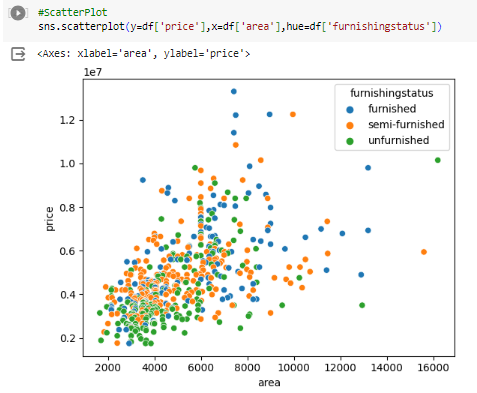 #ScatterPlot
sns.scatterplot(y=df['price'],x=df['area'],hue=df['furnishingstatus'])
<Axes: xlabel='area', ylabel='price'>
1e7
furnishingstatus
furnished
semi-furnished
unfurnished
1.2
1.0
0.8
0.6
0.4
0.2
price
2000 4000 6000 8000 10000 12000 14000 16000
area